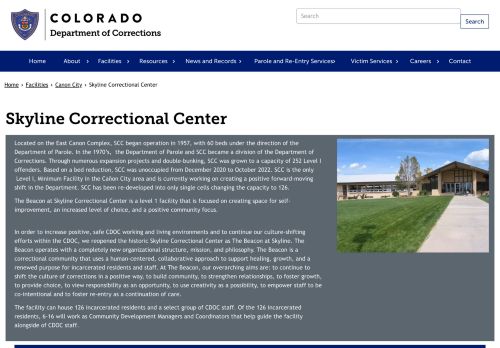 COLORADO
Department of Corrections
Search
Search
Home About Facilities Resources News and Records Parole and Re-Entry Services Victim Services Careers Contact
Home › Facilities › Canon City › Skyline Correctional Center
Skyline Correctional Center
Located on the East Canon Complex, SCC began operation in 1957, with 60 beds under the direction of the
Department of Parole. In the 1970's, the Department of Parole and SCC became a division of the Department of
Corrections. Through numerous expansion projects and double-bunking, SCC was grown to a capacity of 252 Level I
offenders. Based on a bed reduction, SCC was unoccupied from December 2020 to October 2022. SCC is the only
Level I, Minimum Facility in the Cañon City area and is currently working on creating a positive forward-moving
shift in the Department. SCC has been re-developed into only single cells changing the capacity to 126.
The Beacon at Skyline Correctional Center is a level 1 facility that is focused on creating space for self-
improvement, an increased level of choice, and a positive community focus.
In order to increase positive, safe CDOC working and living environments and to continue our culture-shifting
efforts within the CDOC, we reopened the historic Skyline Correctional Center as The Beacon at Skyline. The
Beacon operates with a completely new organizational structure, mission, and philosophy. The Beacon is a
correctional community that uses a human-centered, collaborative approach to support healing, growth, and a
renewed purpose for incarcerated residents and staff. At The Beacon, our overarching aims are; to continue to
shift the culture of corrections in a positive way, to build community, to strengthen relationships, to foster growth,
to provide choice, to view responsibility as an opportunity, to use creativity as a possibility, to empower staff to be
co-intentional and to foster re-entry as a continuation of care.
The facility can house 126 incarcerated residents and a select group of CDOC staff. Of the 126 incarcerated
residents, 6-16 will work as Community Development Managers and Coordinators that help guide the facility
alongside of CDOC staff.